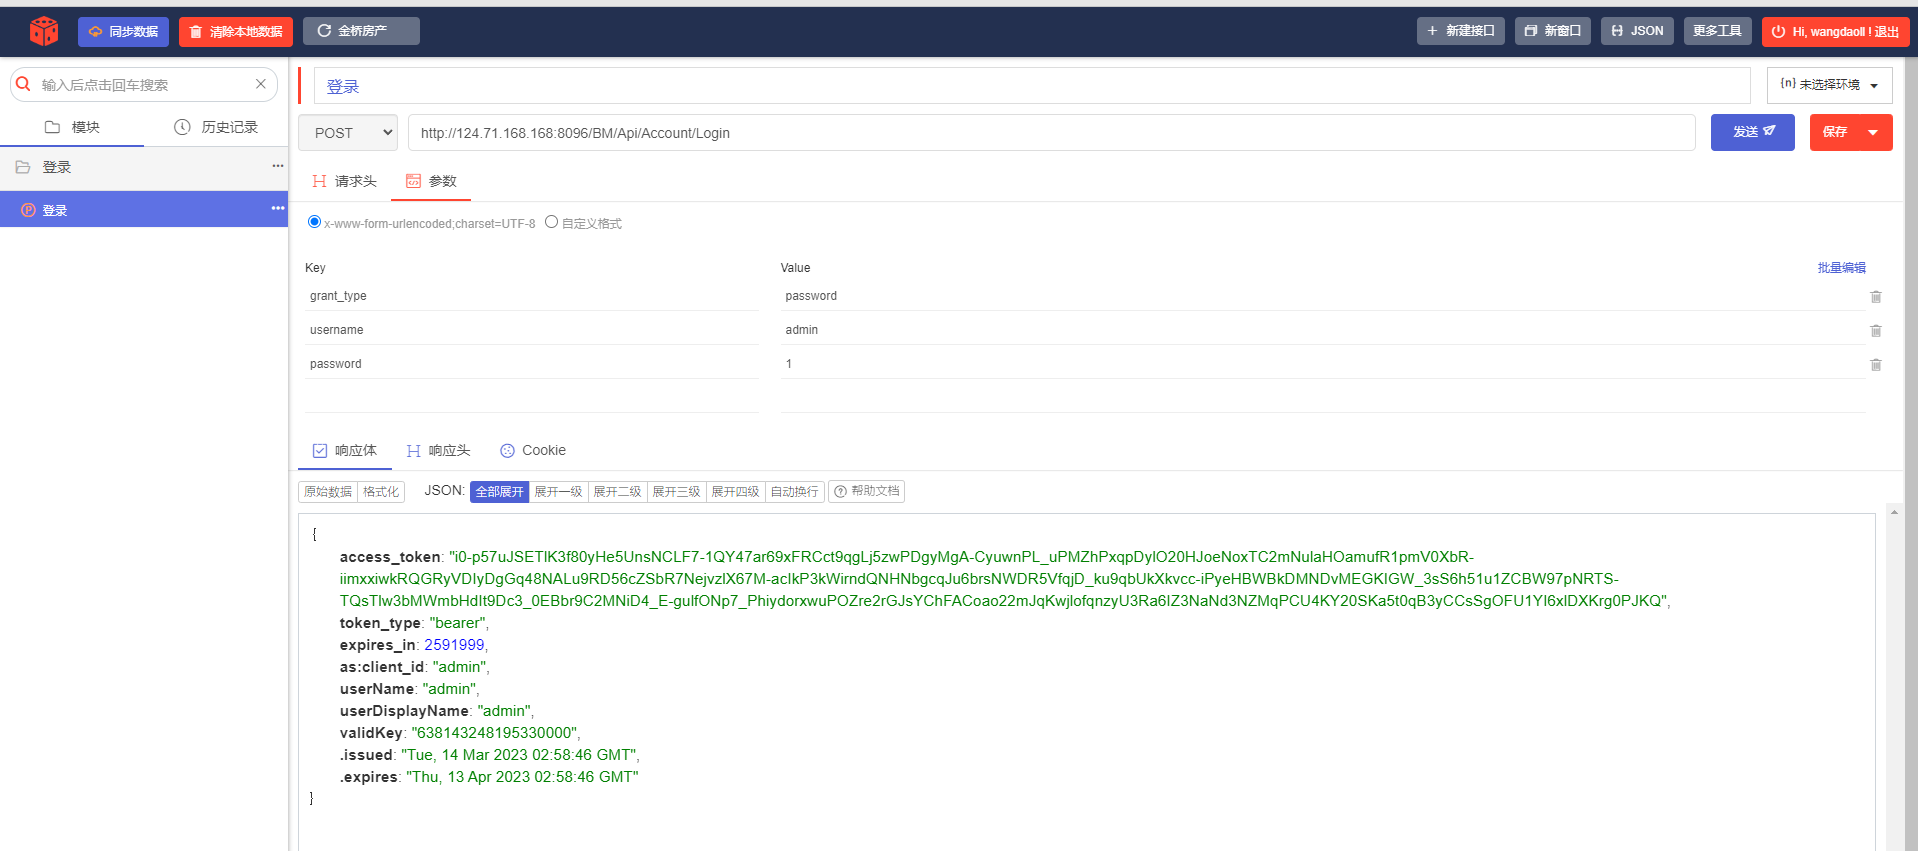 同步数据 清除本地数据 金桥房产 新建接口 新窗口 JSON 更多工具 Hi, wangdaoll ! 退出
输入后点击回车搜索
模块 历史记录
登录
登录
登录 {n} 未选择环境
POST http://124.71.168.168:8096/BM/Api/Account/Login 发送 保存
请求头 参数
x-www-form-urlencoded;charset=UTF-8 自定义格式
Key Value 批量编辑
grant_type password
username admin
password 1
响应体 响应头 Cookie
原始数据 格式化 JSON: 全部展开 展开一级 展开二级 展开三级 展开四级 自动换行 帮助文档
{
access_token: "i0-p57uJSETlK3f80yHe5UnsNCLF7-1QY47ar69xFRCct9qgLj5zwPDgyMgA-CyuwnPL_uPMZhPxqpDylO20HJoeNoxTC2mNulaHOamufR1pmV0XbR-
iimxxiwkRQGRyVDIyDgGq48NALu9RD56cZSbR7NejvzlX67M-aclkP3kWirndQNHNbgcqJu6brsNWDR5VfqjD_ku9qbUkXkvcc-iPyeHBWBkDMNDvMEGKIGW_3sS6h51u1ZCBW97pNRTS-
TQsTlw3bMWmbHdIt9Dc3_0EBbr9C2MNiD4_E-gulfONp7_PhiydorxwuPOZre2rGJsYChFACoao22mJqKwjlofqnzyU3Ra6IZ3NaNd3NZMqPCU4KY20SKa5t0qB3yCCsSgOFU1YI6xlDXKrg0PJKQ",
token_type: "bearer",
expires_in: 2591999,
as:client_id: "admin",
userName: "admin",
userDisplayName: "admin",
validKey: "638143248195330000",
.issued: "Tue, 14 Mar 2023 02:58:46 GMT",
.expires: "Thu, 13 Apr 2023 02:58:46 GMT"
}